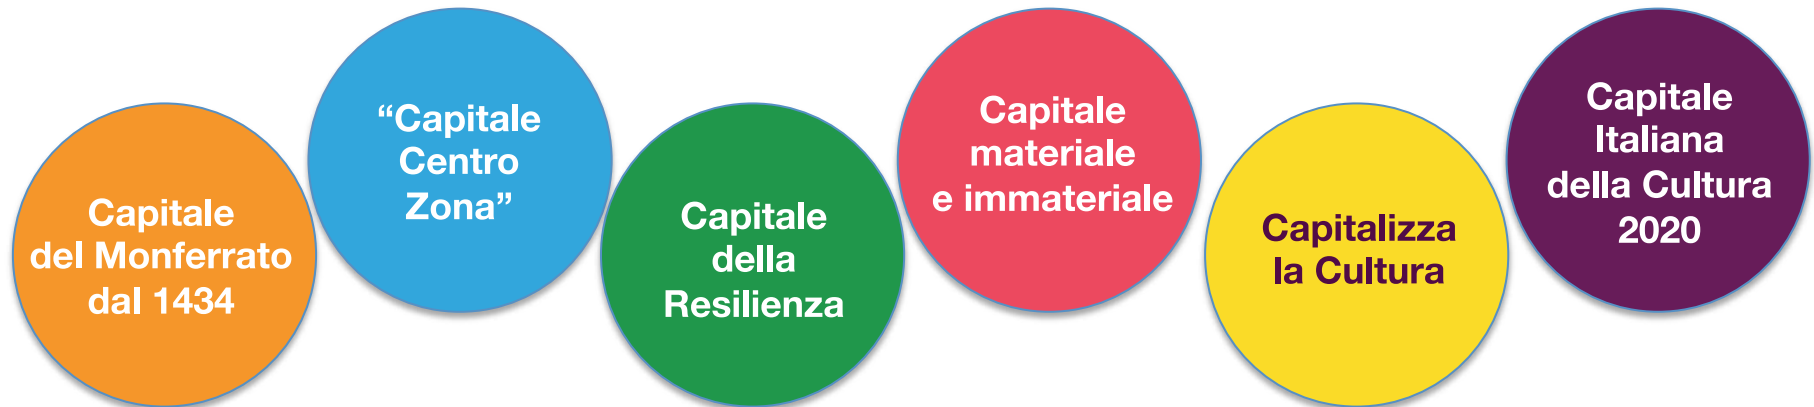 Capitale
del Monferrato
dal 1434
“Capitale
Centro
Zona”
Capitale
della
Resilienza
Capitale
materiale
e immateriale
Capitalizza
la Cultura
Capitale
Italiana
della Cultura
2020